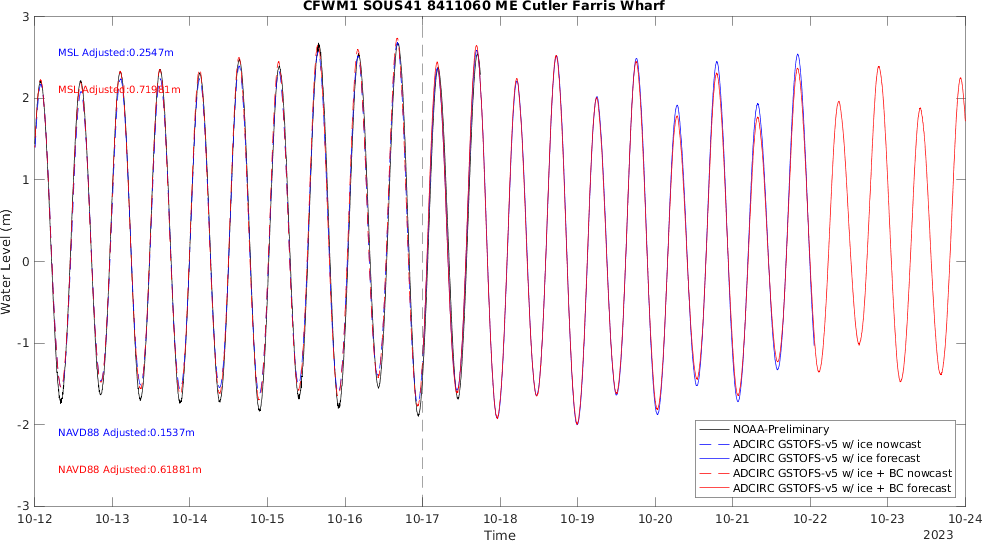 CFWM1 SOUS41 8411060 ME Cutler Farris Wharf
3
MSL Adjusted:0.2547m
MSL Adjusted:0.71981m
2
1
0
-1
-2
-3
Water Level (m)
NAVD88 Adjusted:0.1537m
NAVD88 Adjusted:0.61881m
NOAA-Preliminary
ADCIRC GSTOFS-v5 w/ ice nowcast
ADCIRC GSTOFS-v5 w/ ice forecast
ADCIRC GSTOFS-v5 w/ ice + BC nowcast
ADCIRC GSTOFS-v5 w/ ice + BC forecast
10-12 10-13 10-14 10-15 10-16 10-17 10-18 10-19 10-20 10-21 10-22 10-23 10-24
Time
2023